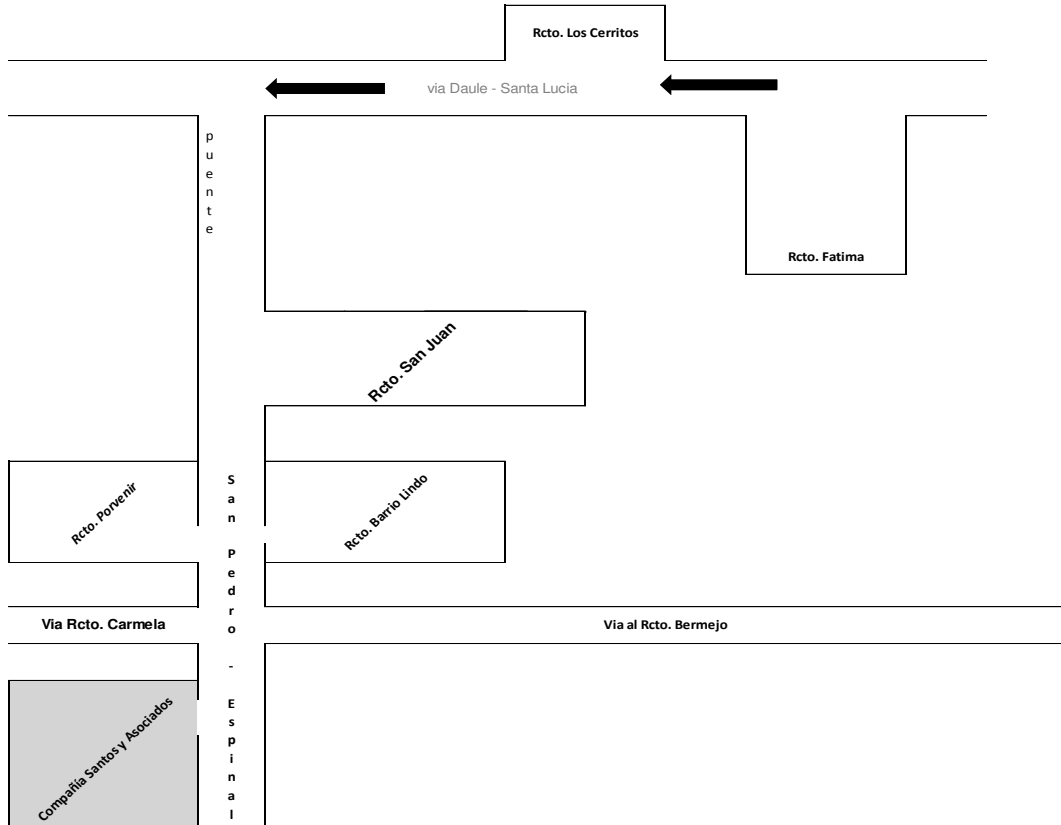 Rcto. Los Cerritos
via Daule - Santa Lucia
puente
Rcto. Fatima
Rcto. San Juan
Rcto. Porvenir
San Pedro - Espinal
Rcto. Barrio Lindo
Via Rcto. Carmela
Via al Rcto. Bermejo
Compañía Santos y Asociados